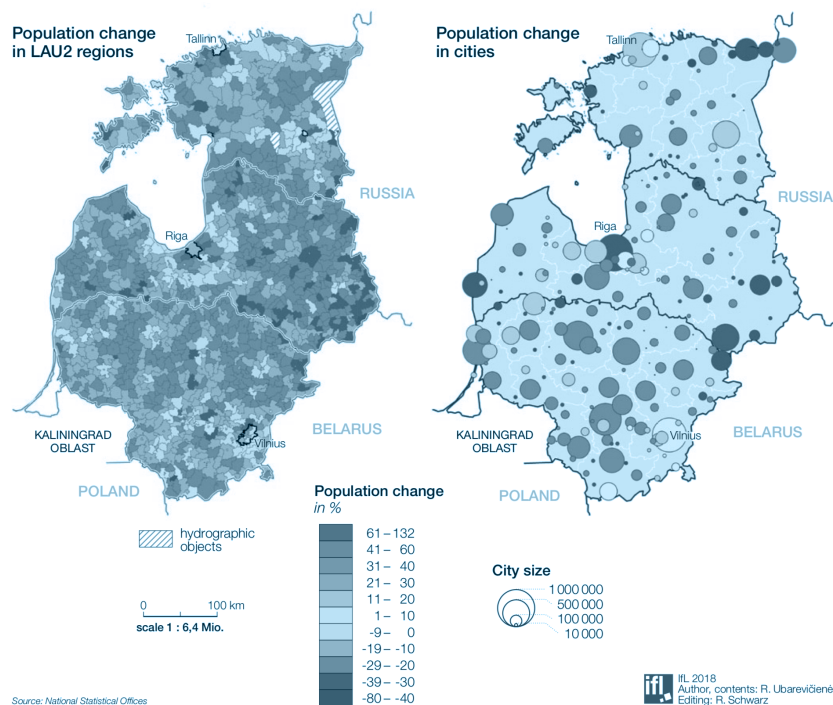 Population change
in LAU2 regions
Tallinn
RUSSIA
Riga
KALININGRAD
OBLAST
Vilnius
BELARUS
POLAND
Population change
in cities
Tallinn
RUSSIA
Riga
KALININGRAD
OBLAST
Vilnius
BELARUS
POLAND
hydrographic
objects
0 100 km
scale 1 : 6,4 Mio.
Population change
in %
61 – 132
41 – 60
31 – 40
21 – 30
11 – 20
1 – 10
-9 – 0
-19 – -10
-29 – -20
-39 – -30
-80 – -40
City size
1 000 000
500 000
100 000
10 000
Source: National Statistical Offices
ifl
IfL 2018
Author, contents: R. Ubarevičienė
Editing: R. Schwarz